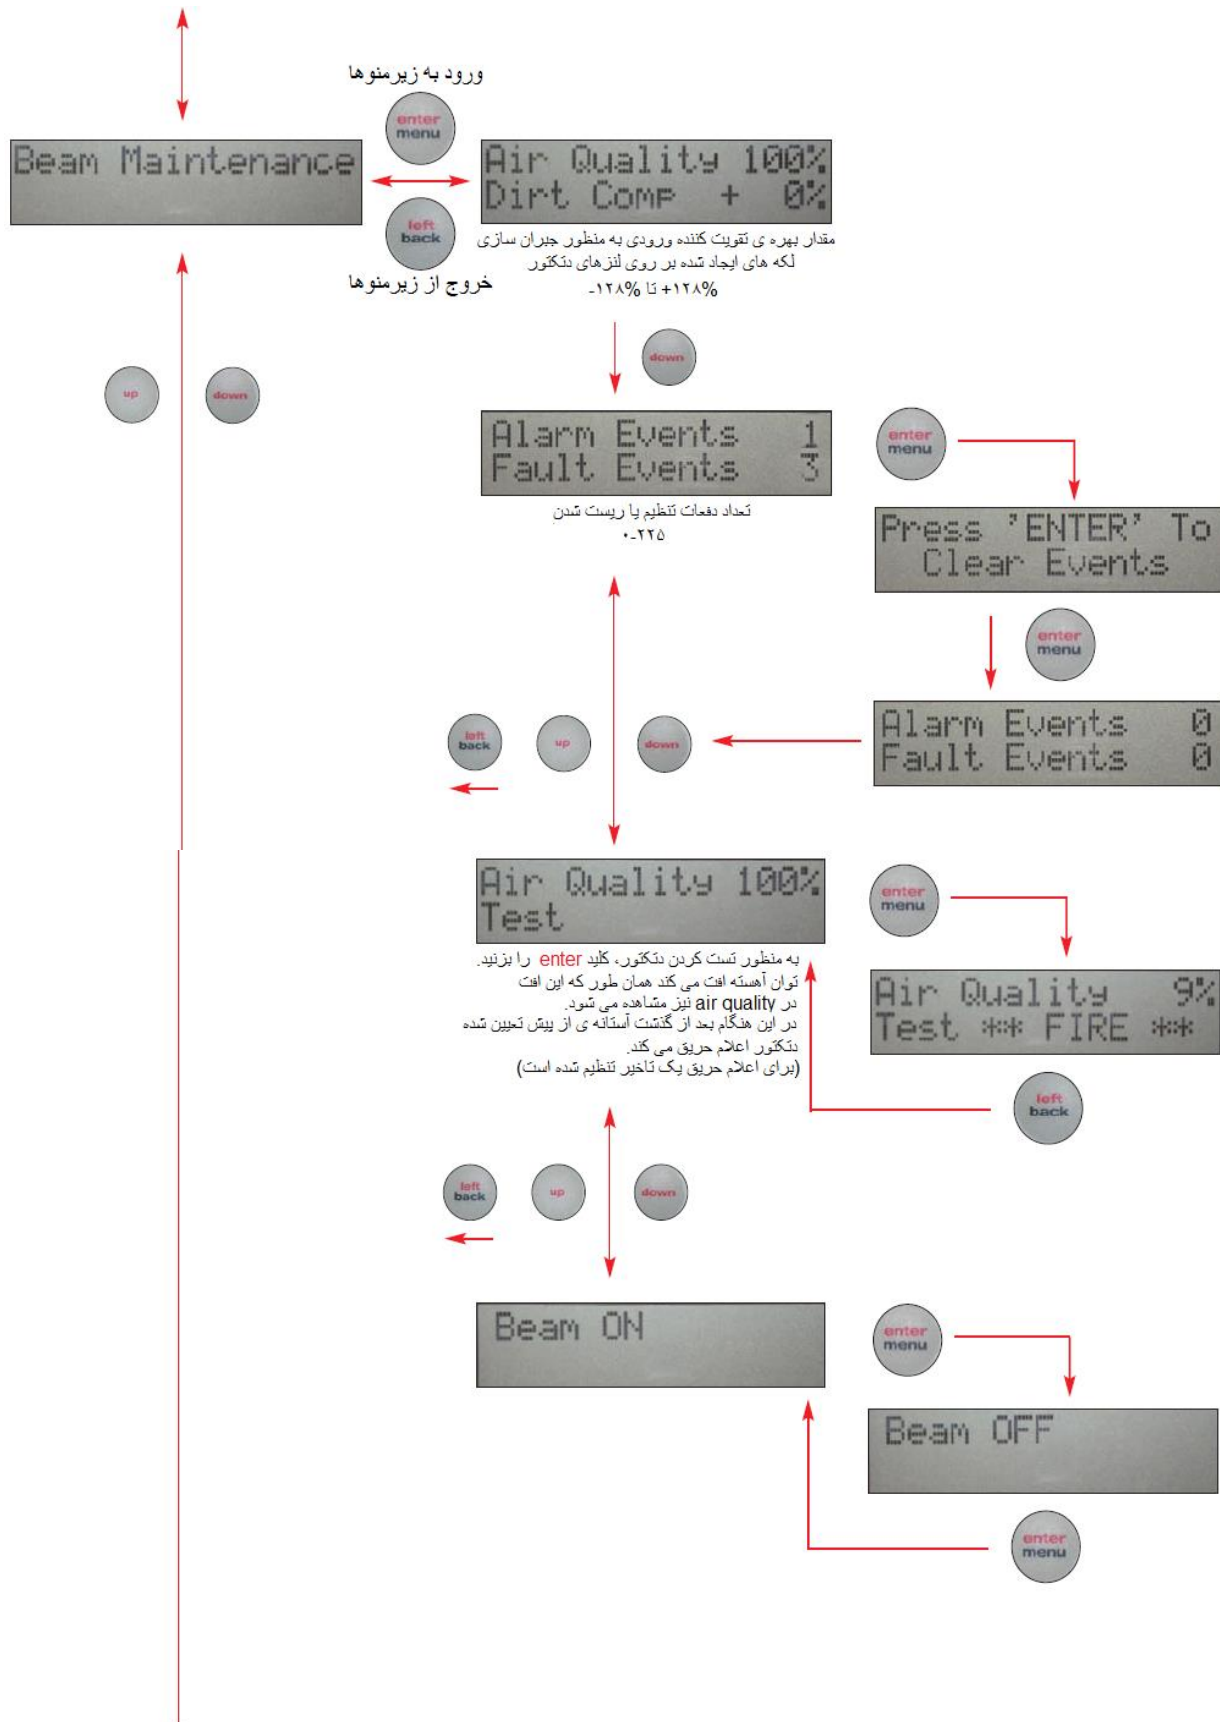 ورود به زیرمنوها
enter
menu
Beam Maintenance
Air Quality 100%
Dirt Comp + 0%
left
back
خروج از زیرمنوها
مقدار بهره ی تقویت کننده ورودی به منظور جبران سازی
لکه های ایجاد شده بر روی لنزهای دتکتور
-۱۲۸% تا +۱۲۸%
down
up
down
Alarm Events 1
Fault Events 3
تعداد دفعات تنظیم یا ریست شدن
۰-۲۲۵
enter
menu
Press 'ENTER' To
Clear Events
enter
menu
Alarm Events 0
Fault Events 0
left
back
up
down
Air Quality 100%
Test
به منظور تست کردن دتکتور، کلید enter را بزنید.
توان آهسته افت می کند همان طور که این افت
در air quality نیز مشاهده می شود.
در این هنگام بعد از گذشت آستانه ی از پیش تعیین شده
دتکتور اعلام حریق می کند.
(برای اعلام حریق یک تاخیر تنظیم شده است)
enter
menu
Air Quality 9%
Test ** FIRE **
left
back
left
back
up
down
Beam ON
enter
menu
Beam OFF
enter
menu